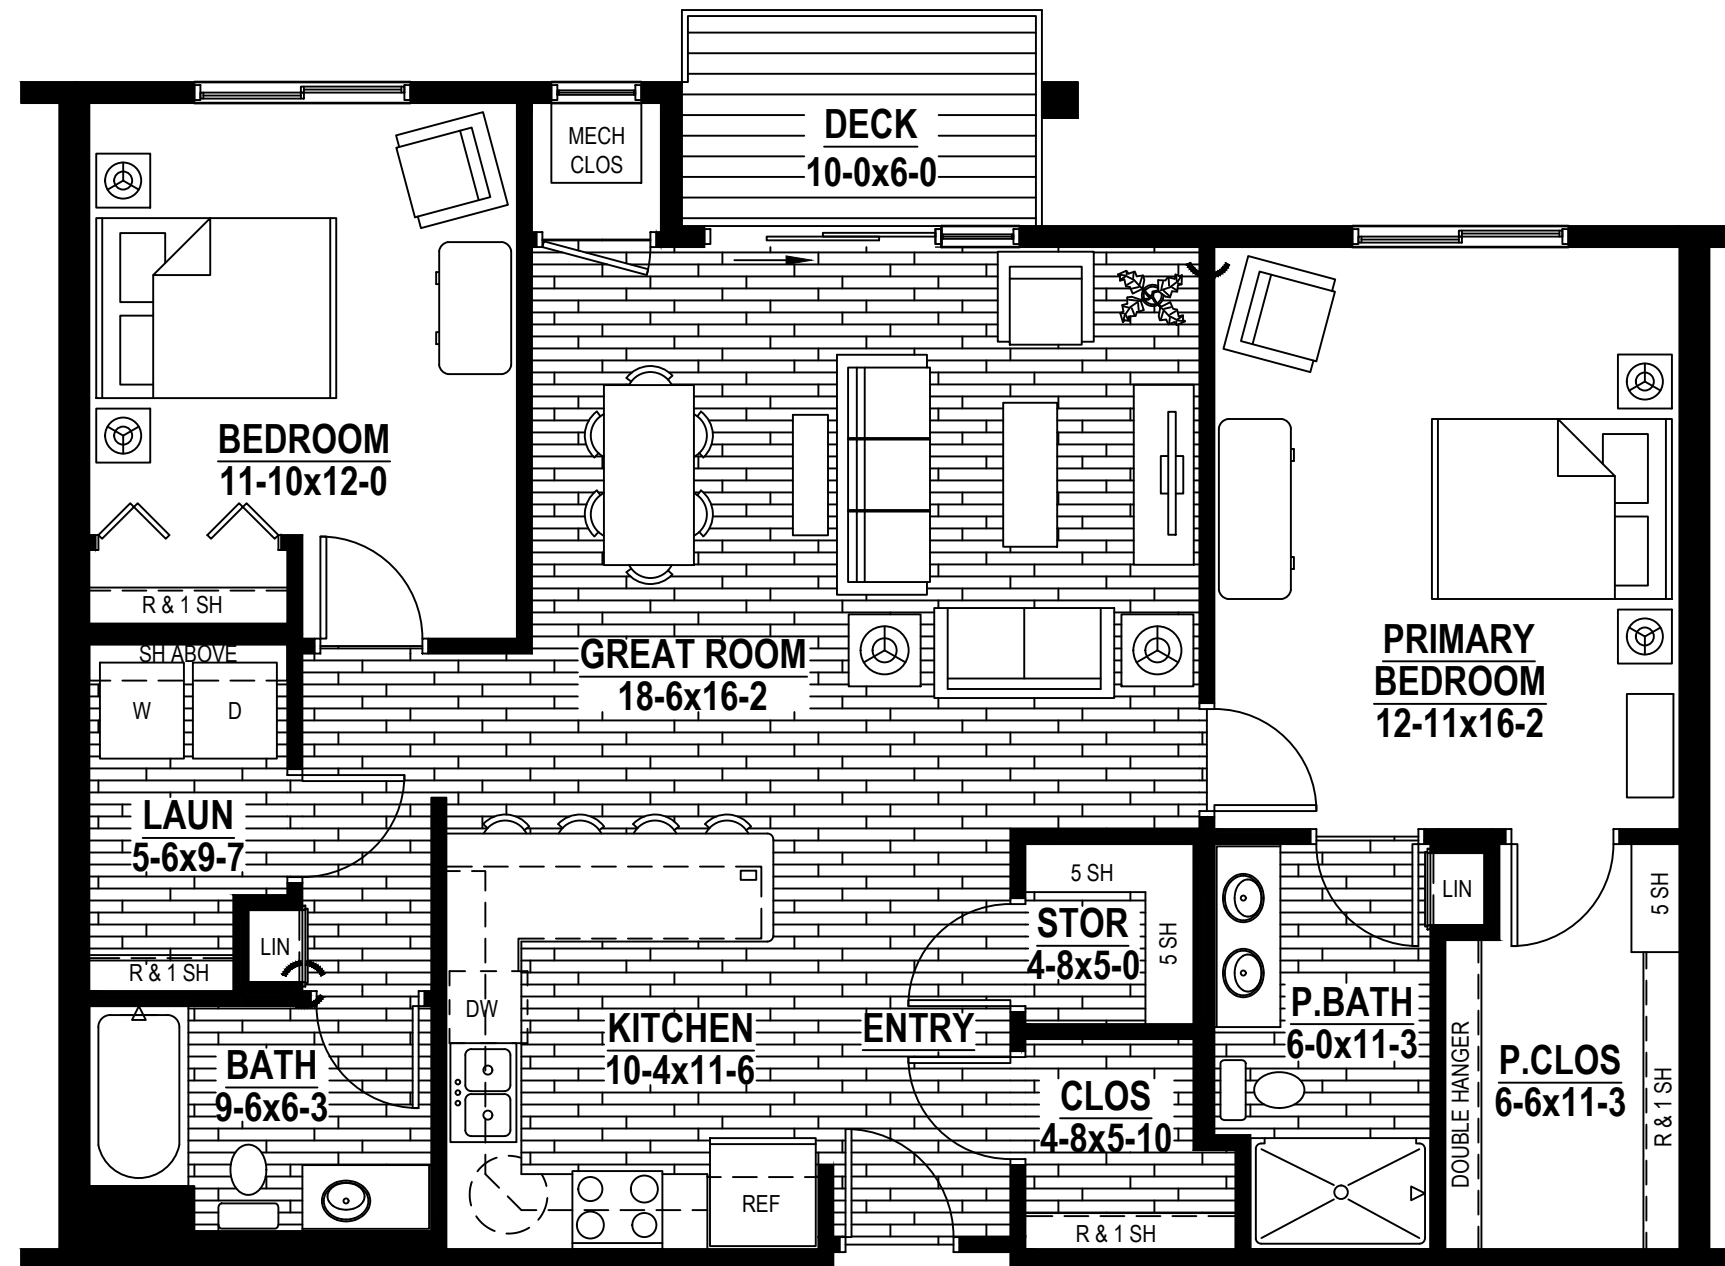 DECK
10-0x6-0
MECH
CLOS
BEDROOM
11-10x12-0
R & 1 SH
SH ABOVE
W
D
GREAT ROOM
18-6x16-2
PRIMARY
BEDROOM
12-11x16-2
LAUN
5-6x9-7
LIN
R & 1 SH
5 SH
STOR
4-8x5-0
5 SH
LIN
5 SH
DW
KITCHEN
10-4x11-6
ENTRY
P.BATH
6-0x11-3
BATH
9-6x6-3
CLOS
4-8x5-10
P.CLOS
6-6x11-3
DOUBLE HANGER
R & 1 SH
REF
R & 1 SH